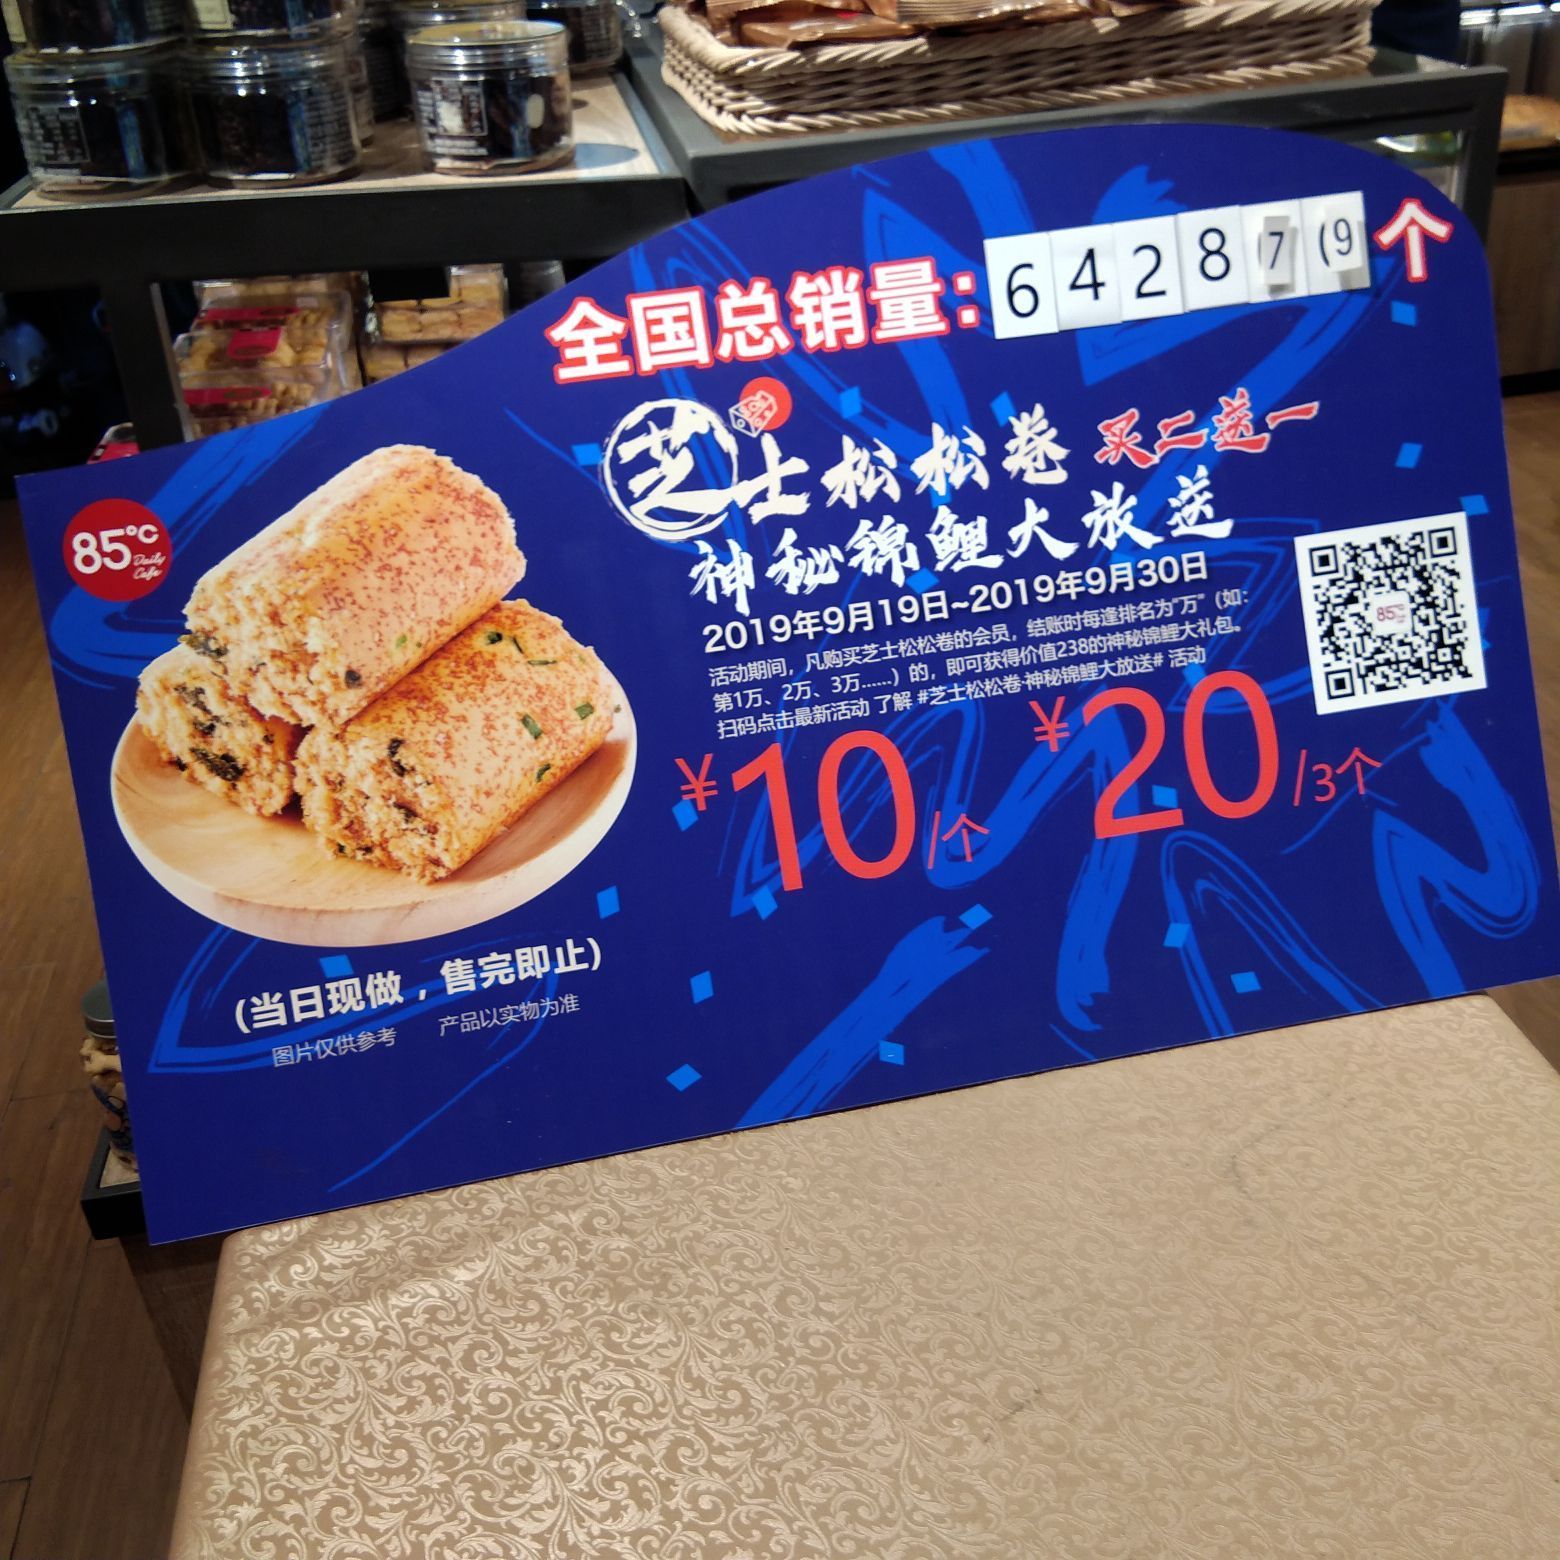 全国总销量：642879个
芝士松松卷 买二送一
神秘锦鲤大放送
2019年9月19日~2019年9月30日
活动期间，凡购买芝士松松卷的会员，结账时每逢排名为"万"（如：
第1万、2万、3万......）的，即可获得价值238的神秘锦鲤大礼包。
扫码点击最新活动 了解 #芝士松松卷·神秘锦鲤大放送# 活动
¥10/个 ¥20/3个
85℃
Daily
Cafe
85℃
(当日现做，售完即止)
图片仅供参考 产品以实物为准